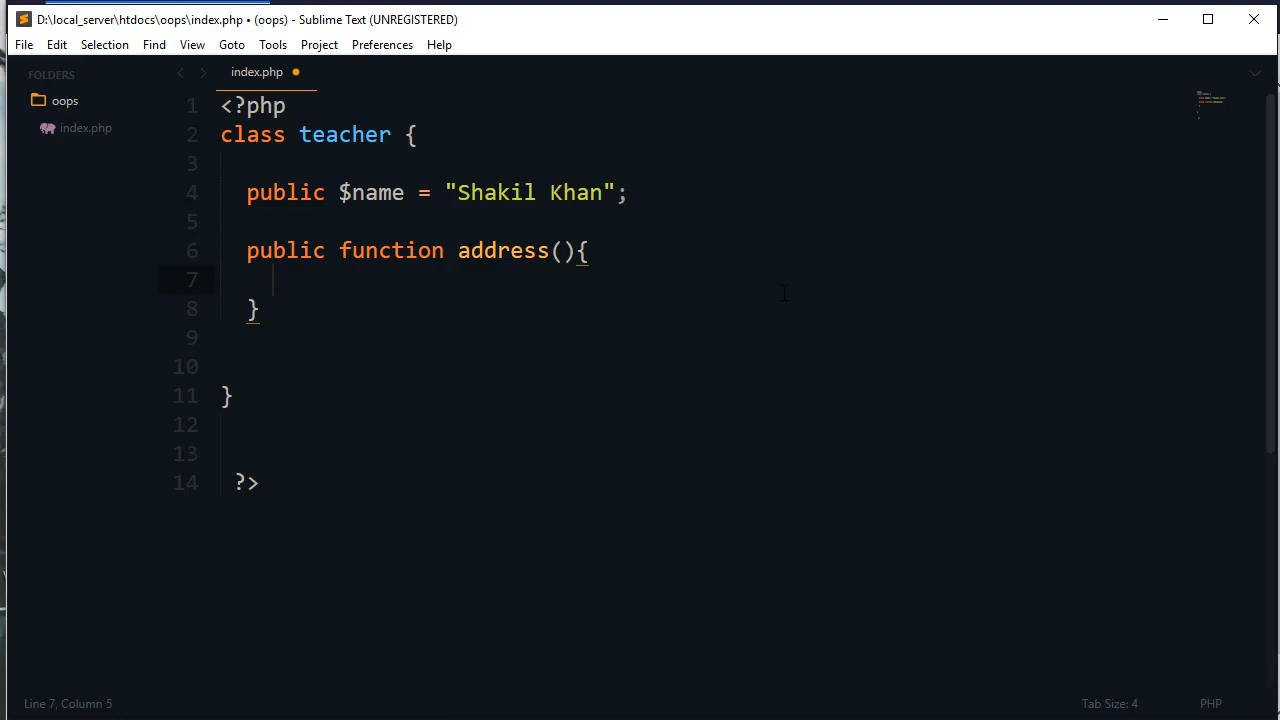 D:\local_server\htdocs\oops\index.php • (oops) - Sublime Text (UNREGISTERED)
File Edit Selection Find View Goto Tools Project Preferences Help
FOLDERS
oops
index.php
index.php
1 <?php
2 class teacher {
3
4 public $name = "Shakil Khan";
5
6 public function address(){
7
8 }
9
10
11 }
12
13
14 ?>
Line 7, Column 5
Tab Size: 4
PHP